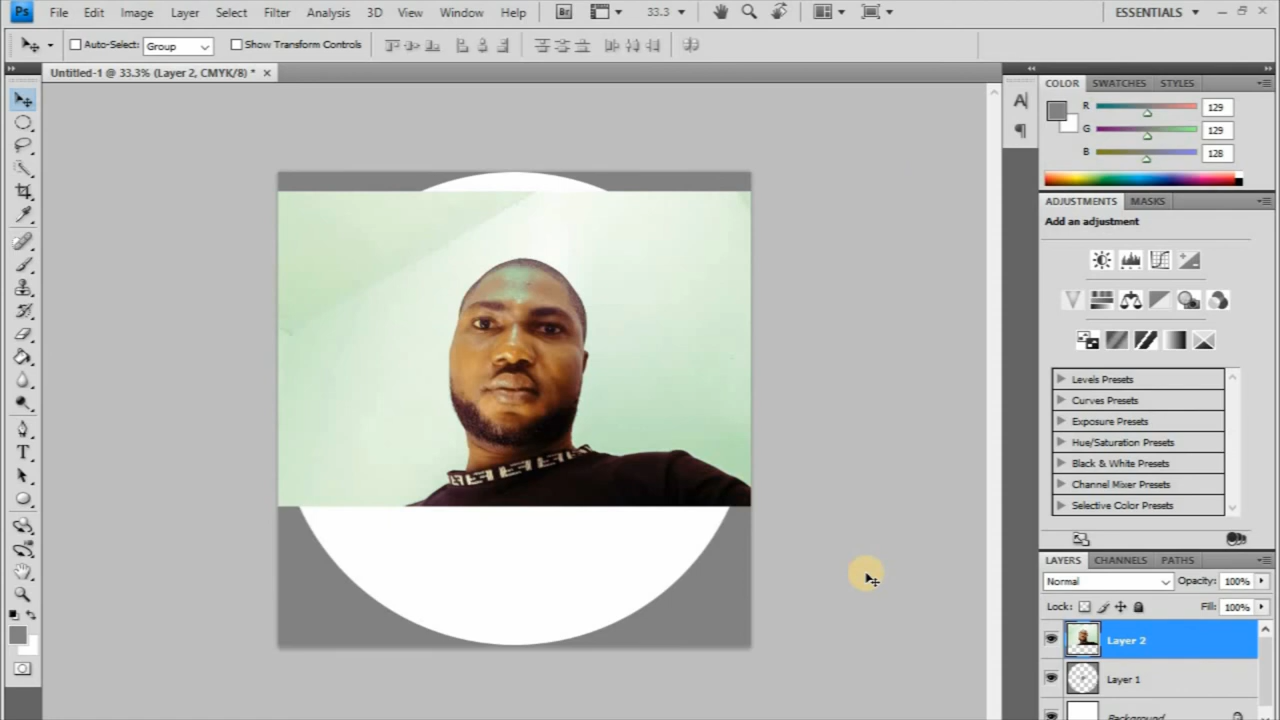 Ps File Edit Image Layer Select Filter Analysis 3D View Window Help Br 33.3 ESSENTIALS
Auto-Select: Group Show Transform Controls
Untitled-1 @ 33.3% (Layer 2, CMYK/8) *
COLOR SWATCHES STYLES
R 129
G 129
B 128
ADJUSTMENTS MASKS
Add an adjustment
Levels Presets
Curves Presets
Exposure Presets
Hue/Saturation Presets
Black & White Presets
Channel Mixer Presets
Selective Color Presets
LAYERS CHANNELS PATHS
Normal Opacity: 100%
Lock: Fill: 100%
Layer 2
Layer 1
Background